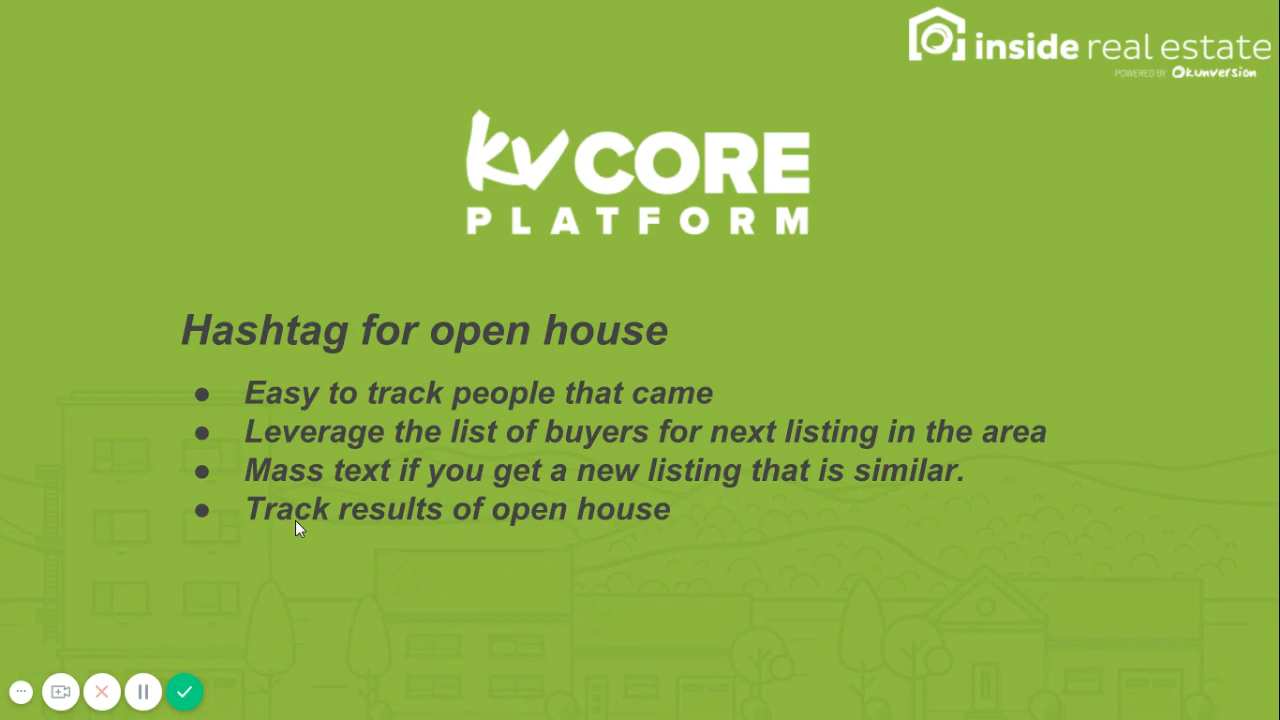 inside real estate
POWERED BY kunversion
kvCORE
PLATFORM
Hashtag for open house
● Easy to track people that came
● Leverage the list of buyers for next listing in the area
● Mass text if you get a new listing that is similar.
● Track results of open house